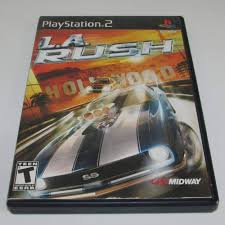 PlayStation 2
L.A.
RUSH
HOLLYWOOD
SS
T
TEEN
ESRB
MIDWAY